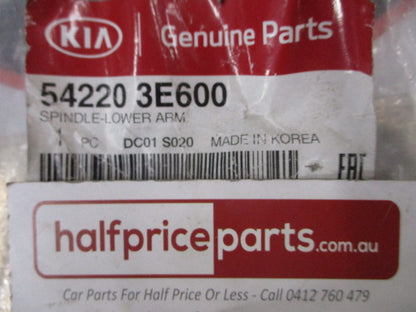 KIA Genuine Parts
54220 3E600
SPINDLE-LOWER ARM
1 PC DC01 S020 MADE IN KOREA
EAC
halfpriceparts.com.au
Car Parts For Half Price Or Less - Call 0412 760 479